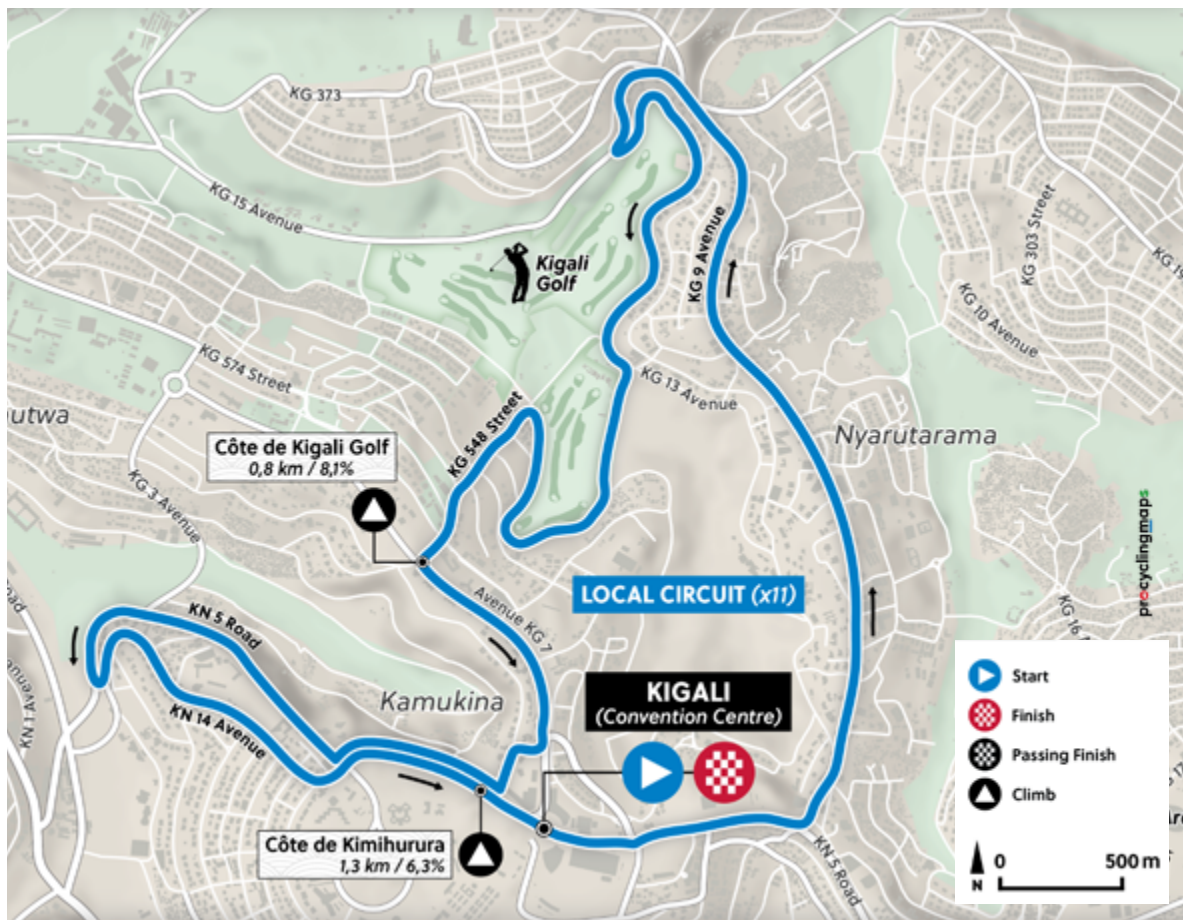 KG 373
KG 15 Avenue
KG 303 Street
KG 9 Avenue
Kigali
Golf
KG 10 Avenue
KG 574 Street
KG 13 Avenue
Nyarutarama
Côte de Kigali Golf
0,8 km / 8,1%
KG 548 Street
KG 3 Avenue
procyclingmaps
LOCAL CIRCUIT (x11)
Avenue KG 7
KN 5 Road
Kamukina
KIGALI
(Convention Centre)
KN 1 Avenue
KN 14 Avenue
Côte de Kimihurura
1,3 km / 6,3%
KN 5 Road
Start
Finish
Passing Finish
Climb
N
0 500 m